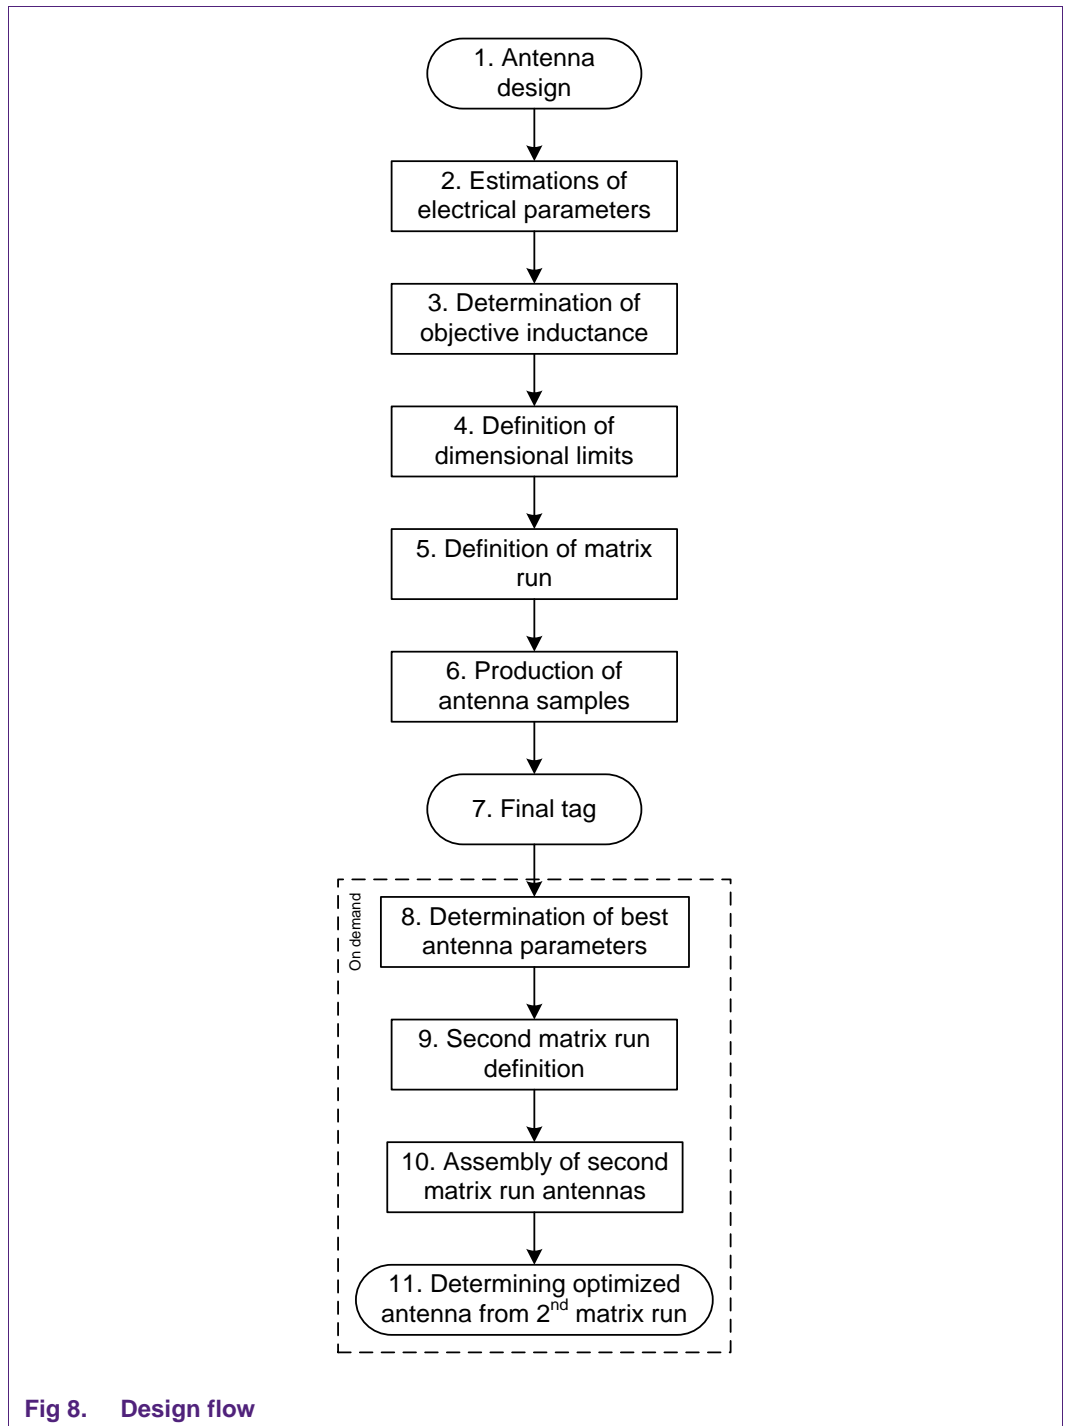 1. Antenna
design
2. Estimations of
electrical parameters
3. Determination of
objective inductance
4. Definition of
dimensional limits
5. Definition of matrix
run
6. Production of
antenna samples
7. Final tag
On demand
8. Determination of best
antenna parameters
9. Second matrix run
definition
10. Assembly of second
matrix run antennas
11. Determining optimized
antenna from 2nd matrix run
Fig 8. Design flow